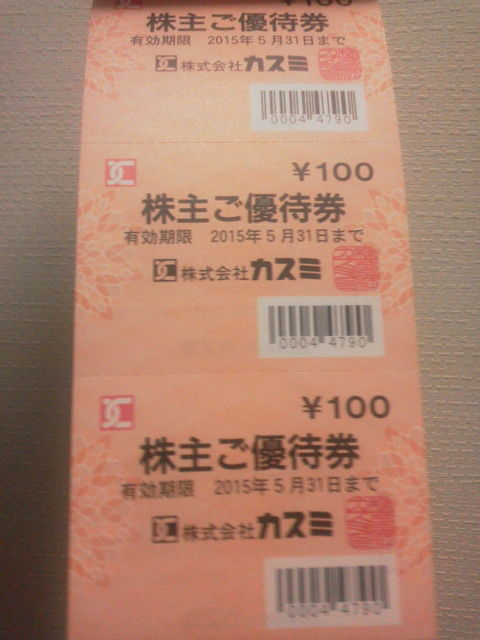 ¥100
株主ご優待券
有効期限 2015年5月31日まで
株式会社カスミ
0004 4790
¥100
株主ご優待券
有効期限 2015年5月31日まで
株式会社カスミ
0004 4790
¥100
株主ご優待券
有効期限 2015年5月31日まで
株式会社カスミ
0004 4790